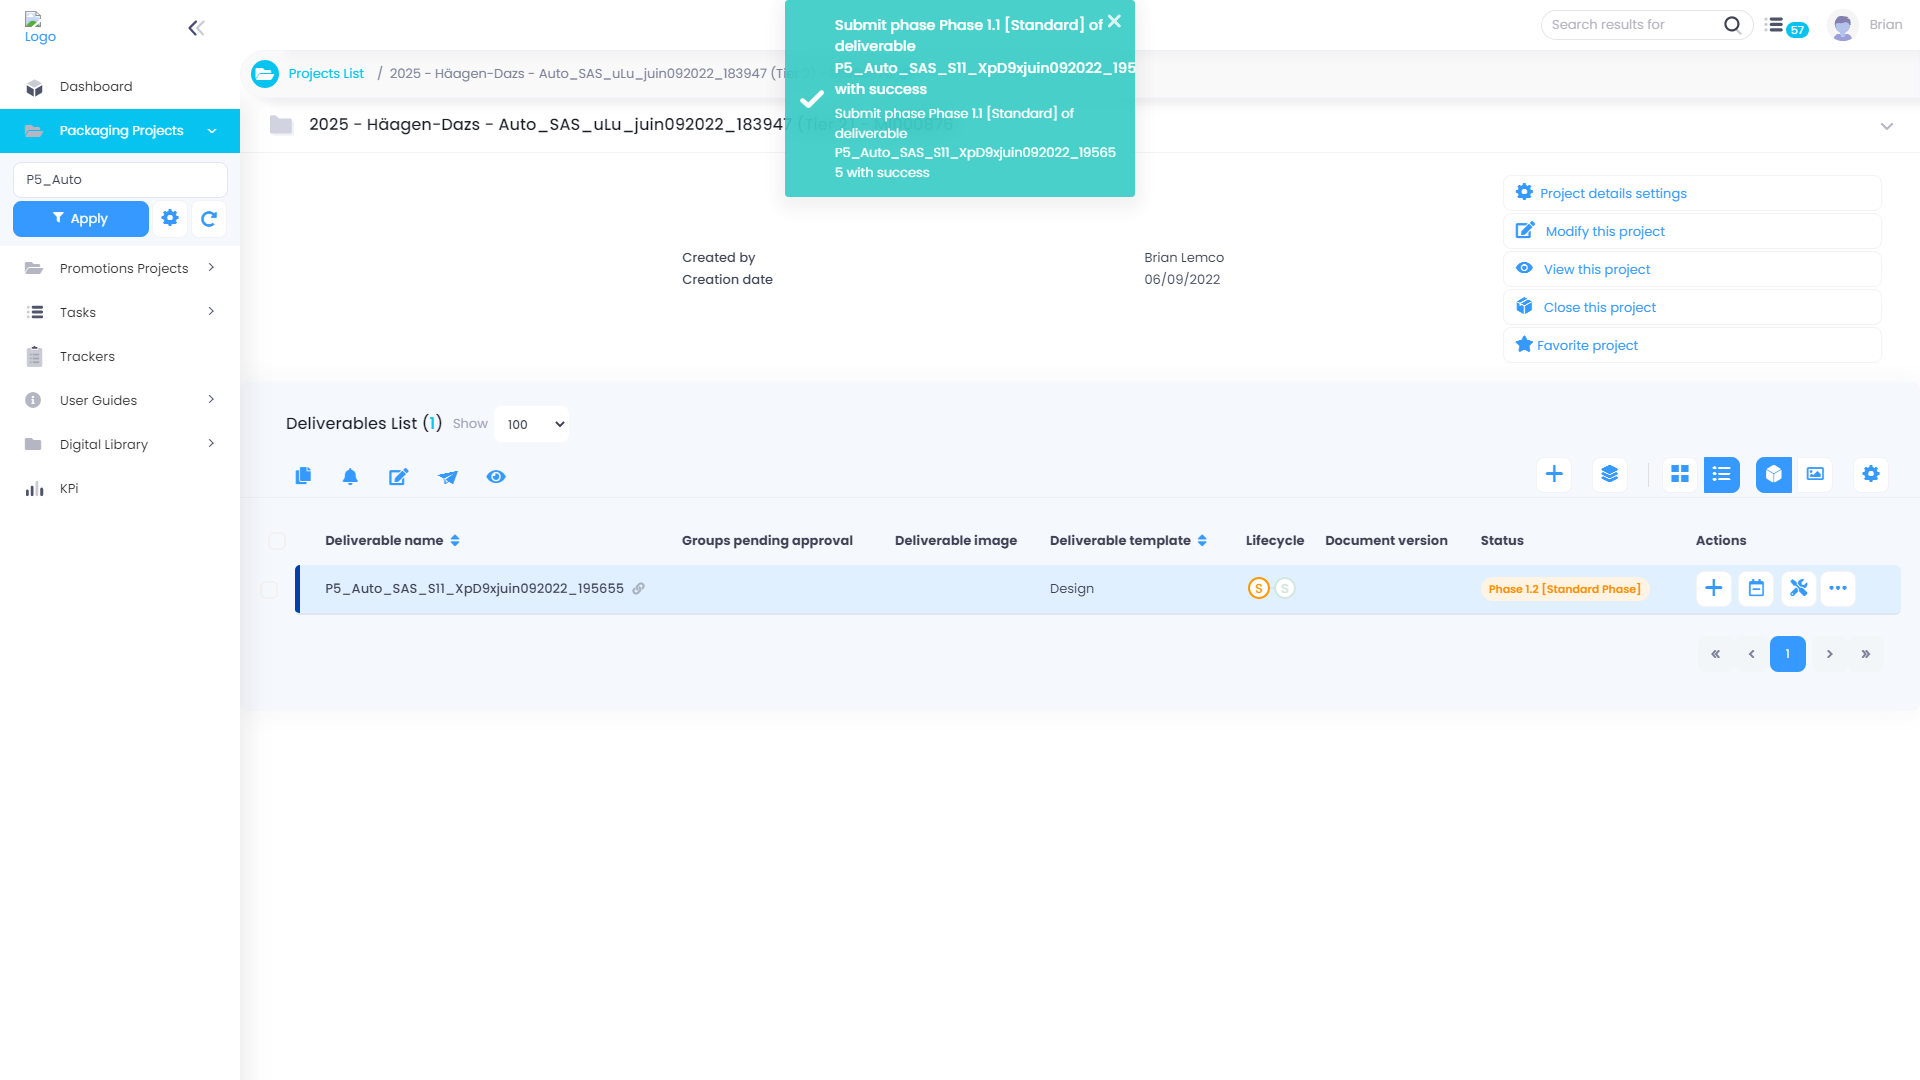 Logo
Search results for
57
Brian
Dashboard
Packaging Projects
P5_Auto
Apply
Promotions Projects
Tasks
Trackers
User Guides
Digital Library
KPi
Projects List / 2025 - Häagen-Dazs - Auto_SAS_uLu_juin092022_183947 (Tier
2025 - Häagen-Dazs - Auto_SAS_uLu_juin092022_183947 (Tier
Submit phase Phase 1.1 [Standard] of
deliverable
P5_Auto_SAS_S11_XpD9xjuin092022_195
with success
Submit phase Phase 1.1 [Standard] of
deliverable
P5_Auto_SAS_S11_XpD9xjuin092022_19565
5 with success
Created by Brian Lemco
Creation date 06/09/2022
Project details settings
Modify this project
View this project
Close this project
Favorite project
Deliverables List (1) Show 100
Deliverable name Groups pending approval Deliverable image Deliverable template Lifecycle Document version Status Actions
P5_Auto_SAS_S11_XpD9xjuin092022_195655 Design S S Phase 1.2 [Standard Phase]
« ‹ 1 › »